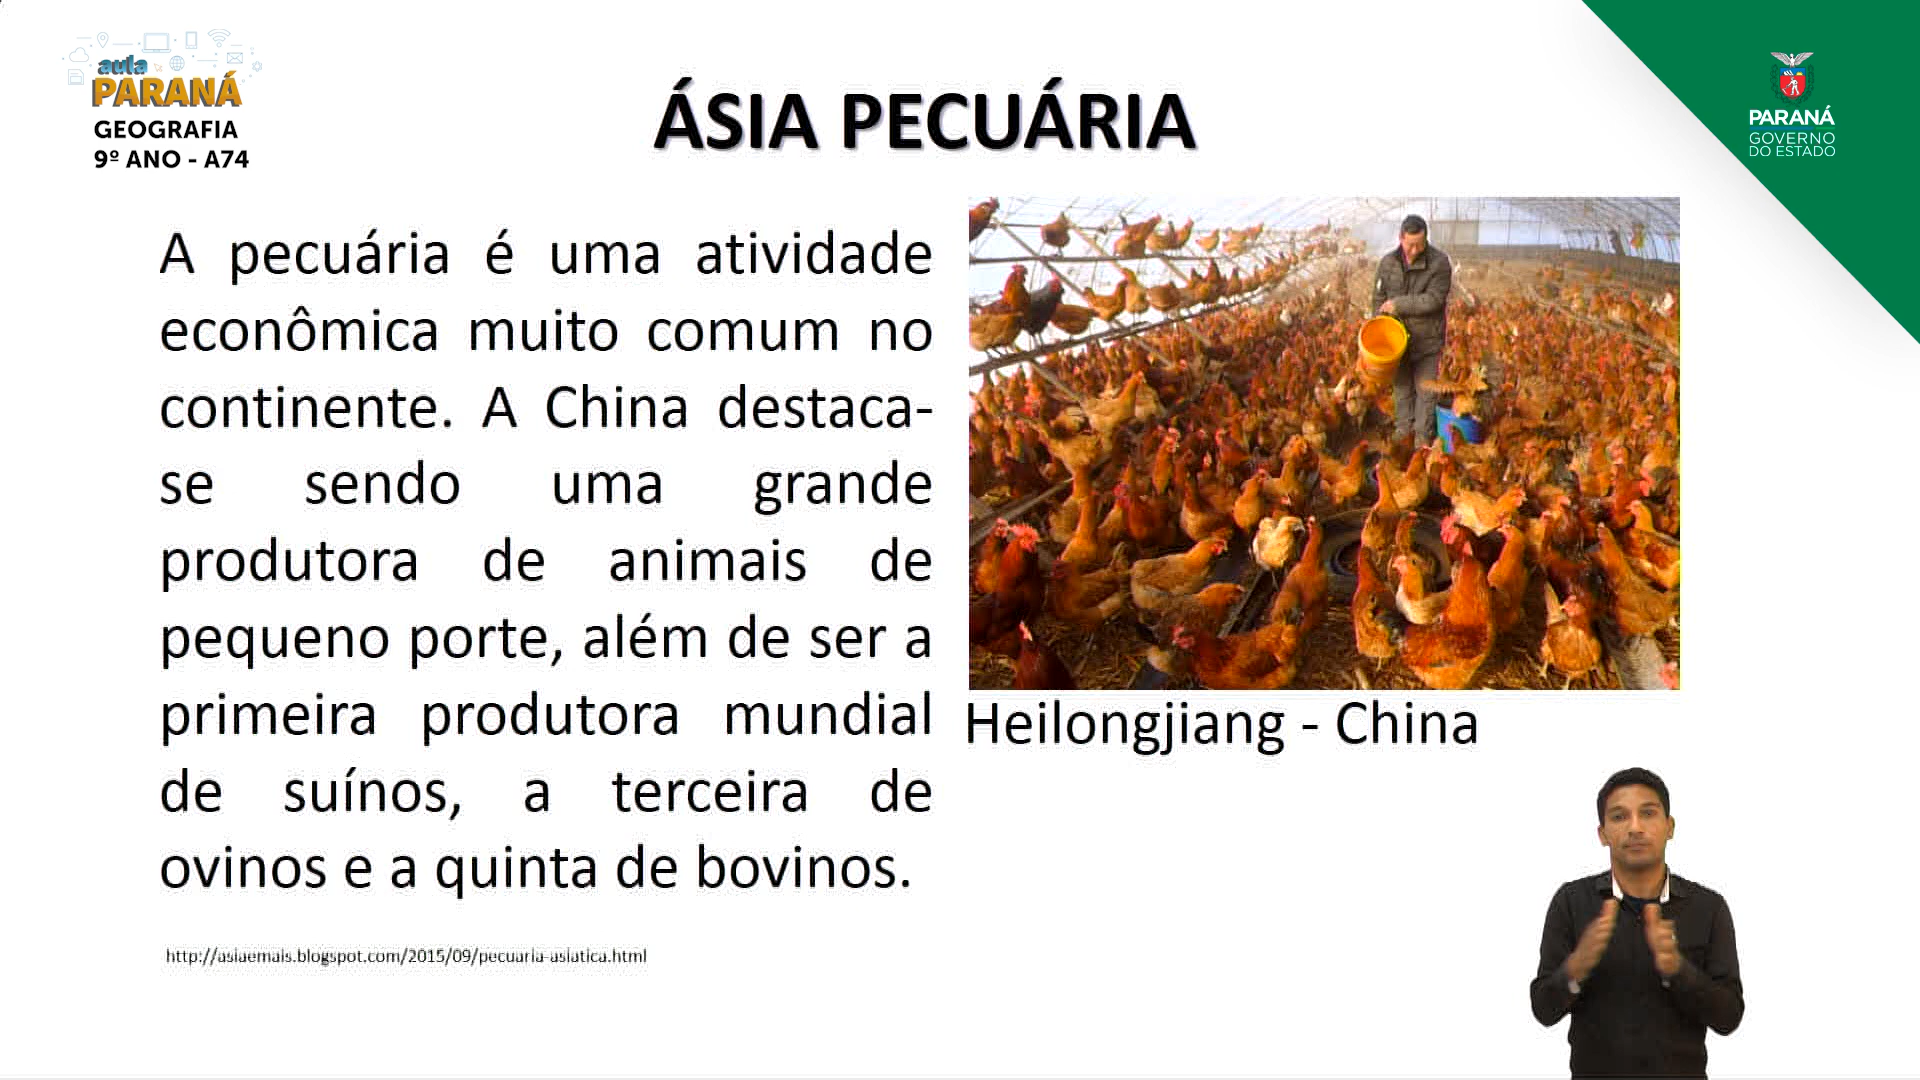 aula
PARANÁ
GEOGRAFIA
9º ANO - A74
ÁSIA PECUÁRIA
PARANÁ
GOVERNO
DO ESTADO
A pecuária é uma atividade
econômica muito comum no
continente. A China destaca-
se sendo uma grande
produtora de animais de
pequeno porte, além de ser a
primeira produtora mundial
de suínos, a terceira de
ovinos e a quinta de bovinos.
Heilongjiang - China
http://asiaemais.blogspot.com/2015/09/pecuaria-asiatica.html